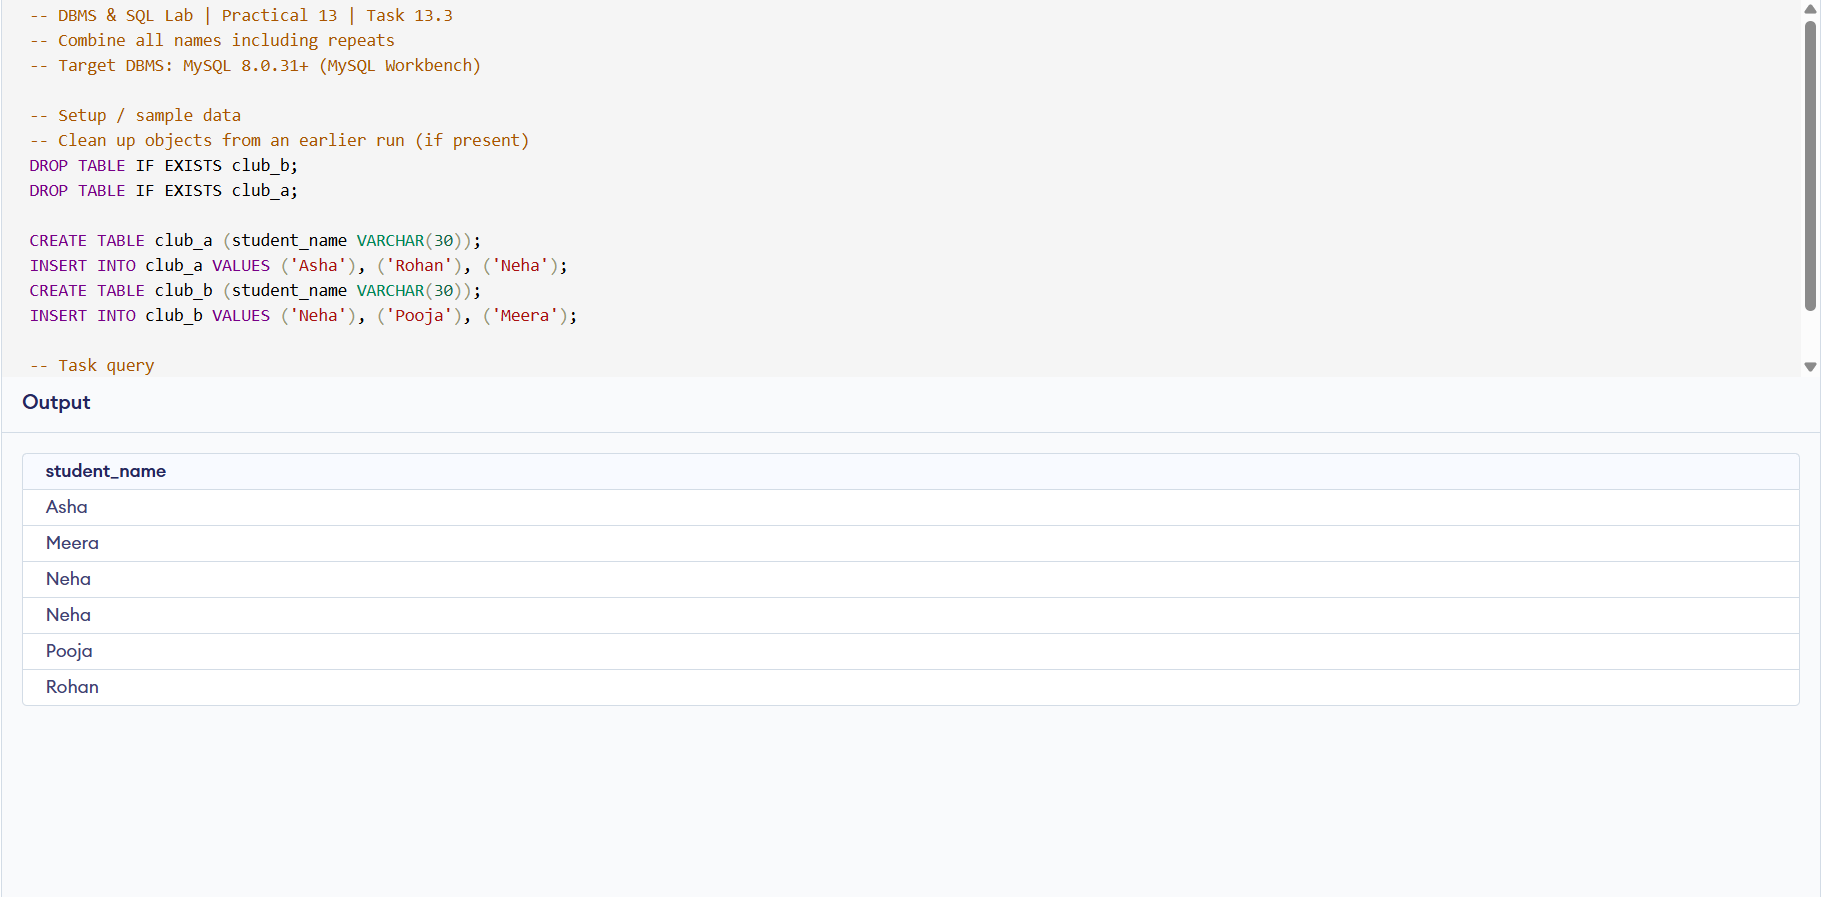 -- DBMS & SQL Lab | Practical 13 | Task 13.3
-- Combine all names including repeats
-- Target DBMS: MySQL 8.0.31+ (MySQL Workbench)
-- Setup / sample data
-- Clean up objects from an earlier run (if present)
DROP TABLE IF EXISTS club_b;
DROP TABLE IF EXISTS club_a;
CREATE TABLE club_a (student_name VARCHAR(30));
INSERT INTO club_a VALUES ('Asha'), ('Rohan'), ('Neha');
CREATE TABLE club_b (student_name VARCHAR(30));
INSERT INTO club_b VALUES ('Neha'), ('Pooja'), ('Meera');
-- Task query
Output
student_name
Asha
Meera
Neha
Neha
Pooja
Rohan